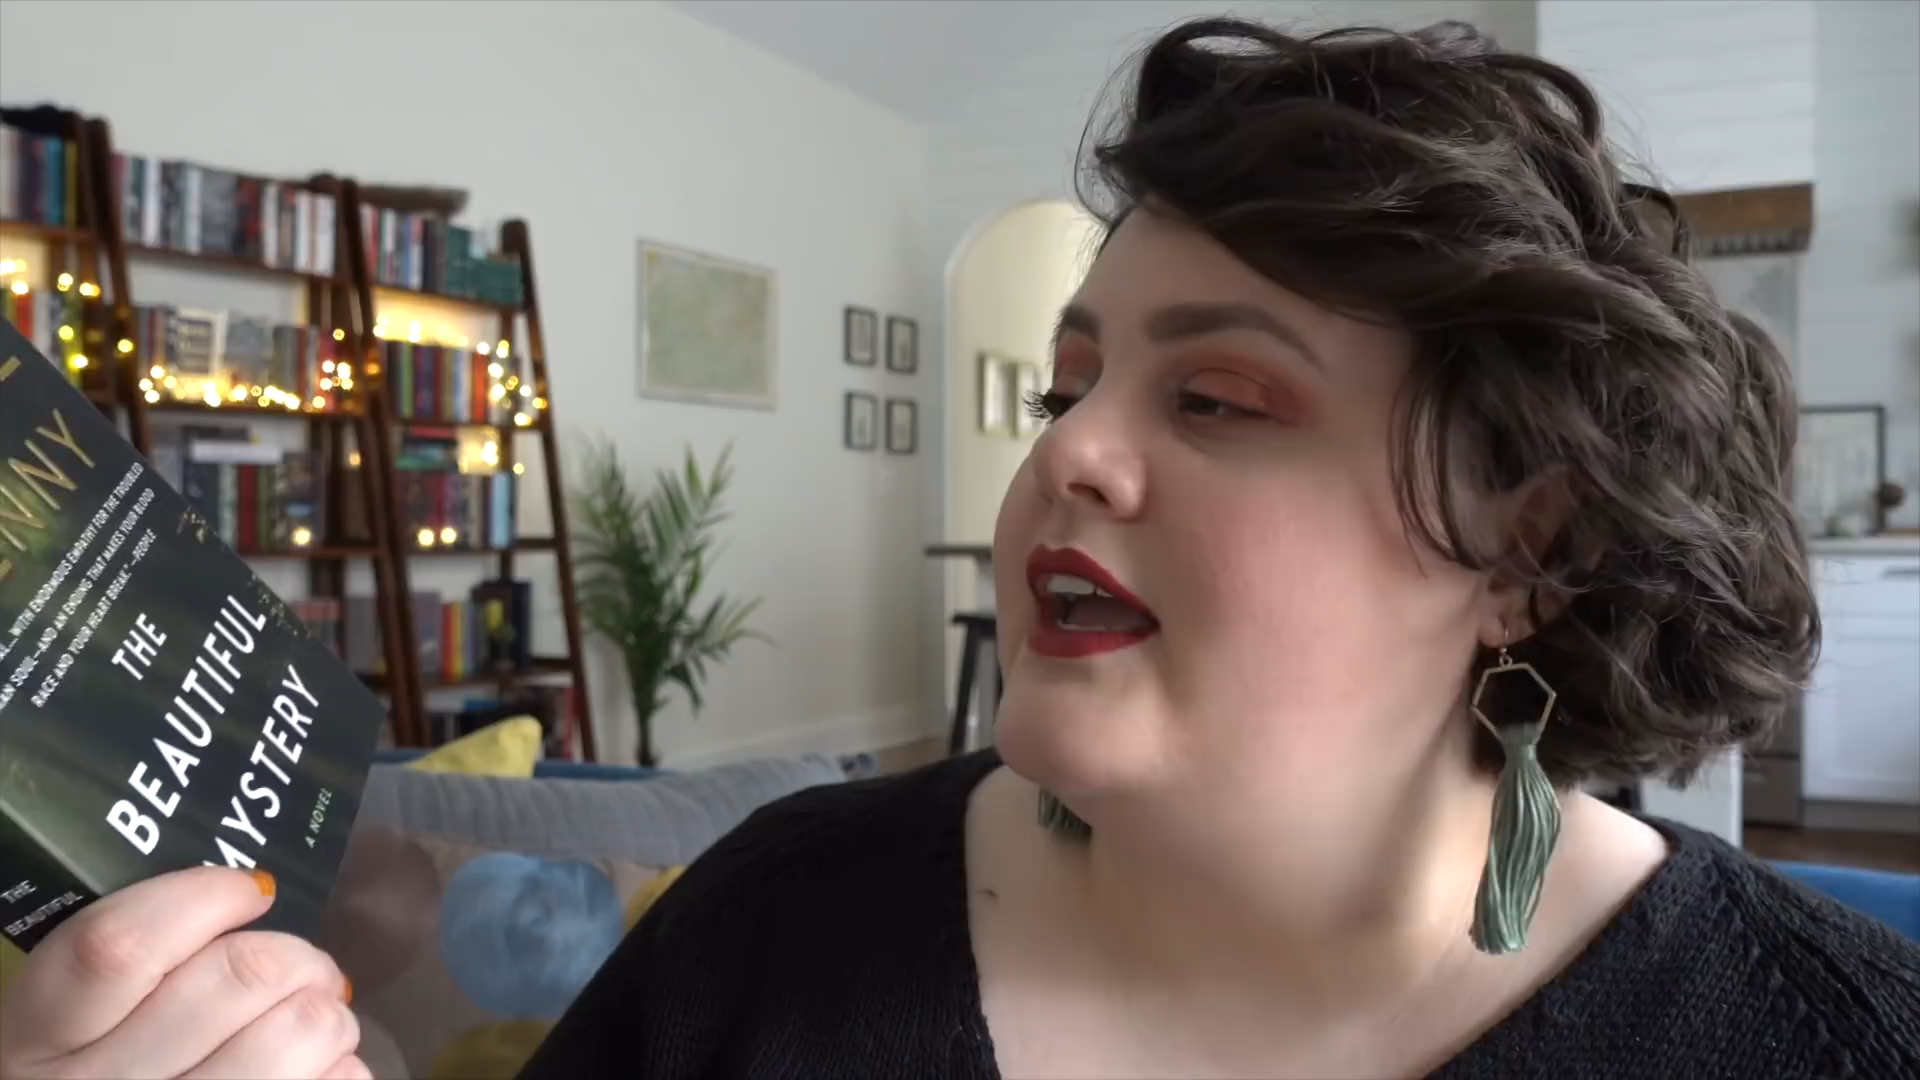 ENNY
WITH ENORMOUS EMPATHY FOR THE TROUBLED
SOUL—AND AN ENDING THAT MAKES YOUR BLOOD
RACE AND YOUR HEART BREAK." —PEOPLE
THE
BEAUTIFUL
MYSTERY
A NOVEL
THE
BEAUTIFUL